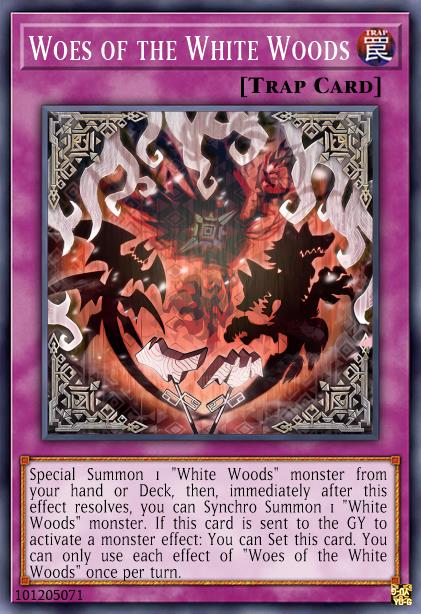 Woes of the White Woods
TRAP
罠
[Trap Card]
Special Summon 1 "White Woods" monster from
your hand or Deck, then, immediately after this
effect resolves, you can Synchro Summon 1 "White
Woods" monster. If this card is sent to the GY to
activate a monster effect: You can Set this card. You
can only use each effect of "Woes of the White
Woods" once per turn.
101205071